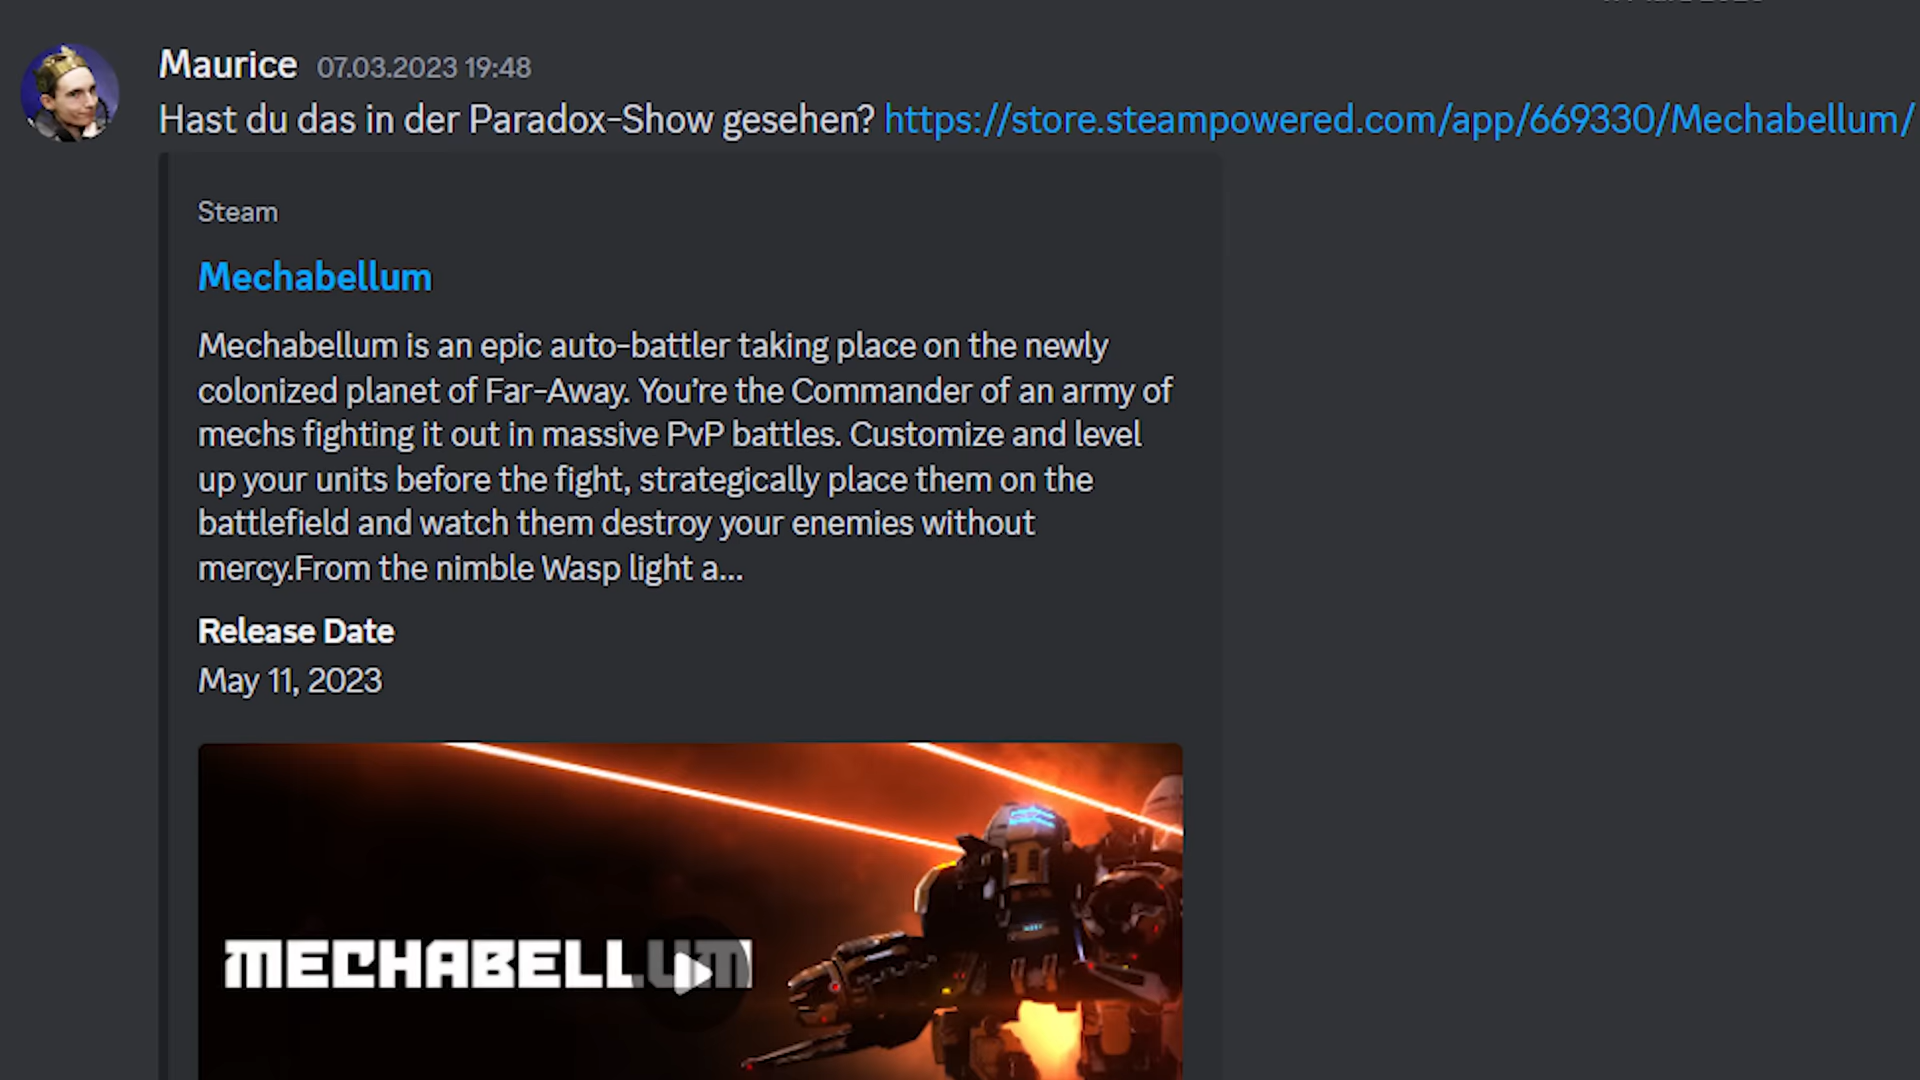 Maurice 07.03.2023 19:48
Hast du das in der Paradox-Show gesehen? https://store.steampowered.com/app/669330/Mechabellum/
Steam
Mechabellum
Mechabellum is an epic auto-battler taking place on the newly
colonized planet of Far-Away. You're the Commander of an army of
mechs fighting it out in massive PvP battles. Customize and level
up your units before the fight, strategically place them on the
battlefield and watch them destroy your enemies without
mercy.From the nimble Wasp light a...
Release Date
May 11, 2023
MECHABELLUM